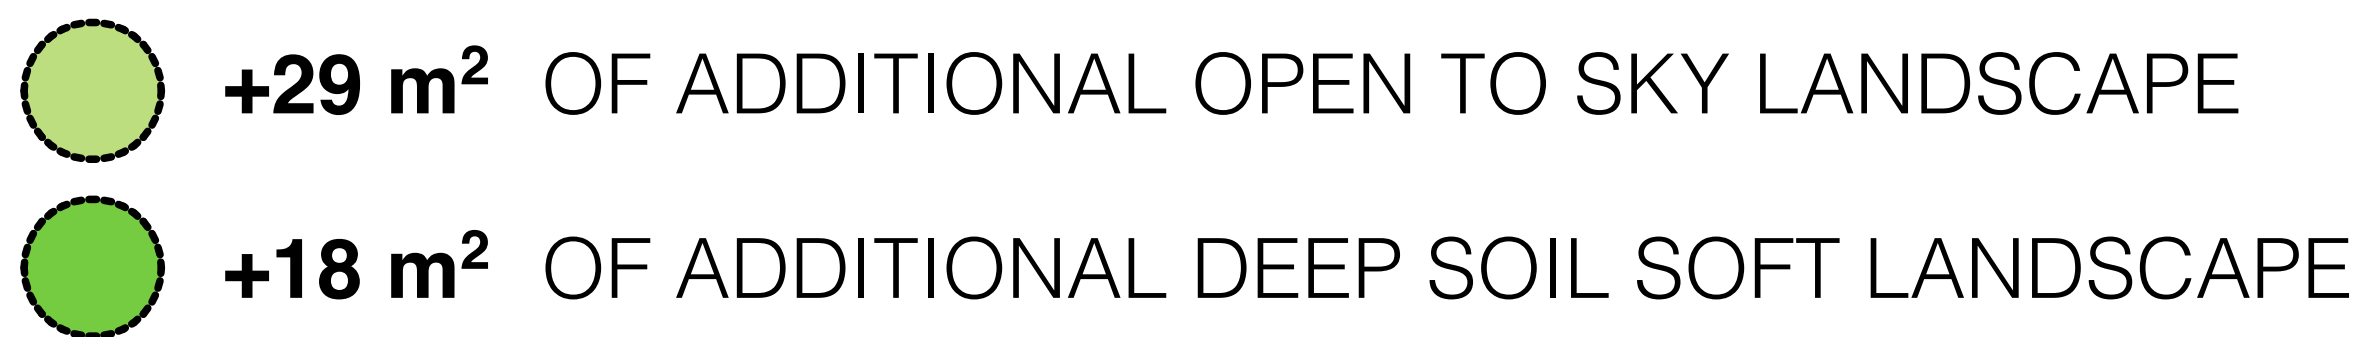 +29 m² OF ADDITIONAL OPEN TO SKY LANDSCAPE
+18 m² OF ADDITIONAL DEEP SOIL SOFT LANDSCAPE